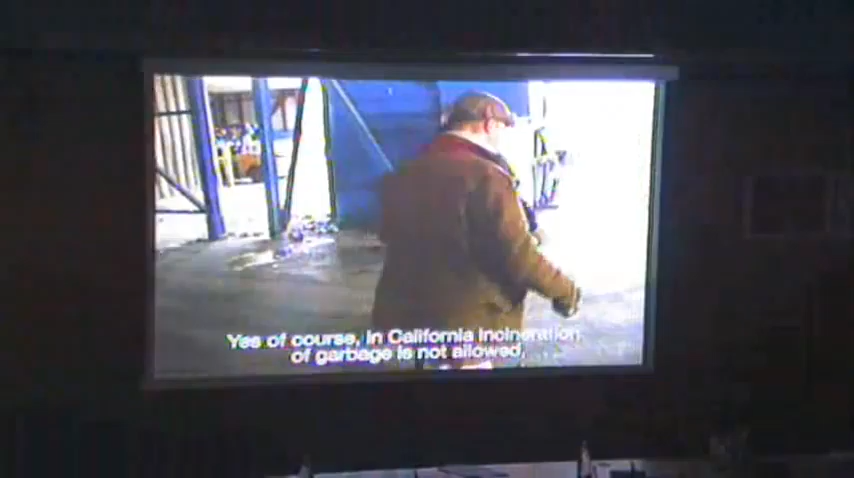 Yes of course, in California incineration
of garbage is not allowed,